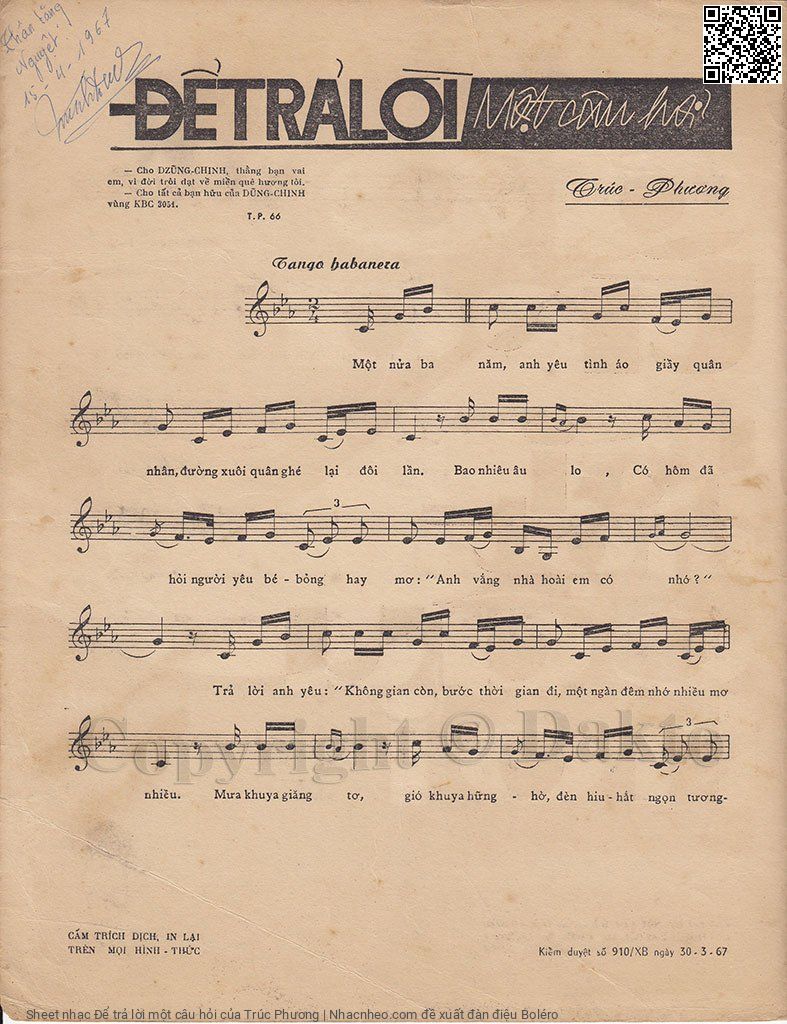 Thân tặng
Nguyệt
15-4-1967
ĐỂ TRẢ LỜI Một câu hỏi
— Cho DZŨNG-CHINH, thằng bạn vai
em, vì đời trôi dạt về miền quê hương tôi.
— Cho tất cả bạn hữu của DŨNG-CHINH
vùng KBC 3054.
T.P. 66
Trúc - Phương
Tango habanera
2
4
Một nửa ba năm, anh yêu tình áo giầy quân
nhân, đường xuôi quân ghé lại đôi lần. Bao nhiêu âu lo , Có hôm đã
3
hỏi người yêu bé - bỏng hay mơ : “Anh vắng nhà hoài em có nhớ ?“
Trả lời anh yêu : “Không gian còn, bước thời gian đi, một ngàn đêm nhớ nhiều mơ
3
nhiều. Mưa khuya giăng tơ, gió khuya hững - hờ, đèn hiu-hắt ngọn tương-
Copyright © Dakto
CẤM TRÍCH DỊCH, IN LẠI
TRÊN MỌI HÌNH - THỨC
Kiểm duyệt số 910/XB ngày 30-3-67
Sheet nhạc Để trả lời một câu hỏi của Trúc Phương | Nhacnheo.com đề xuất đàn điệu Boléro